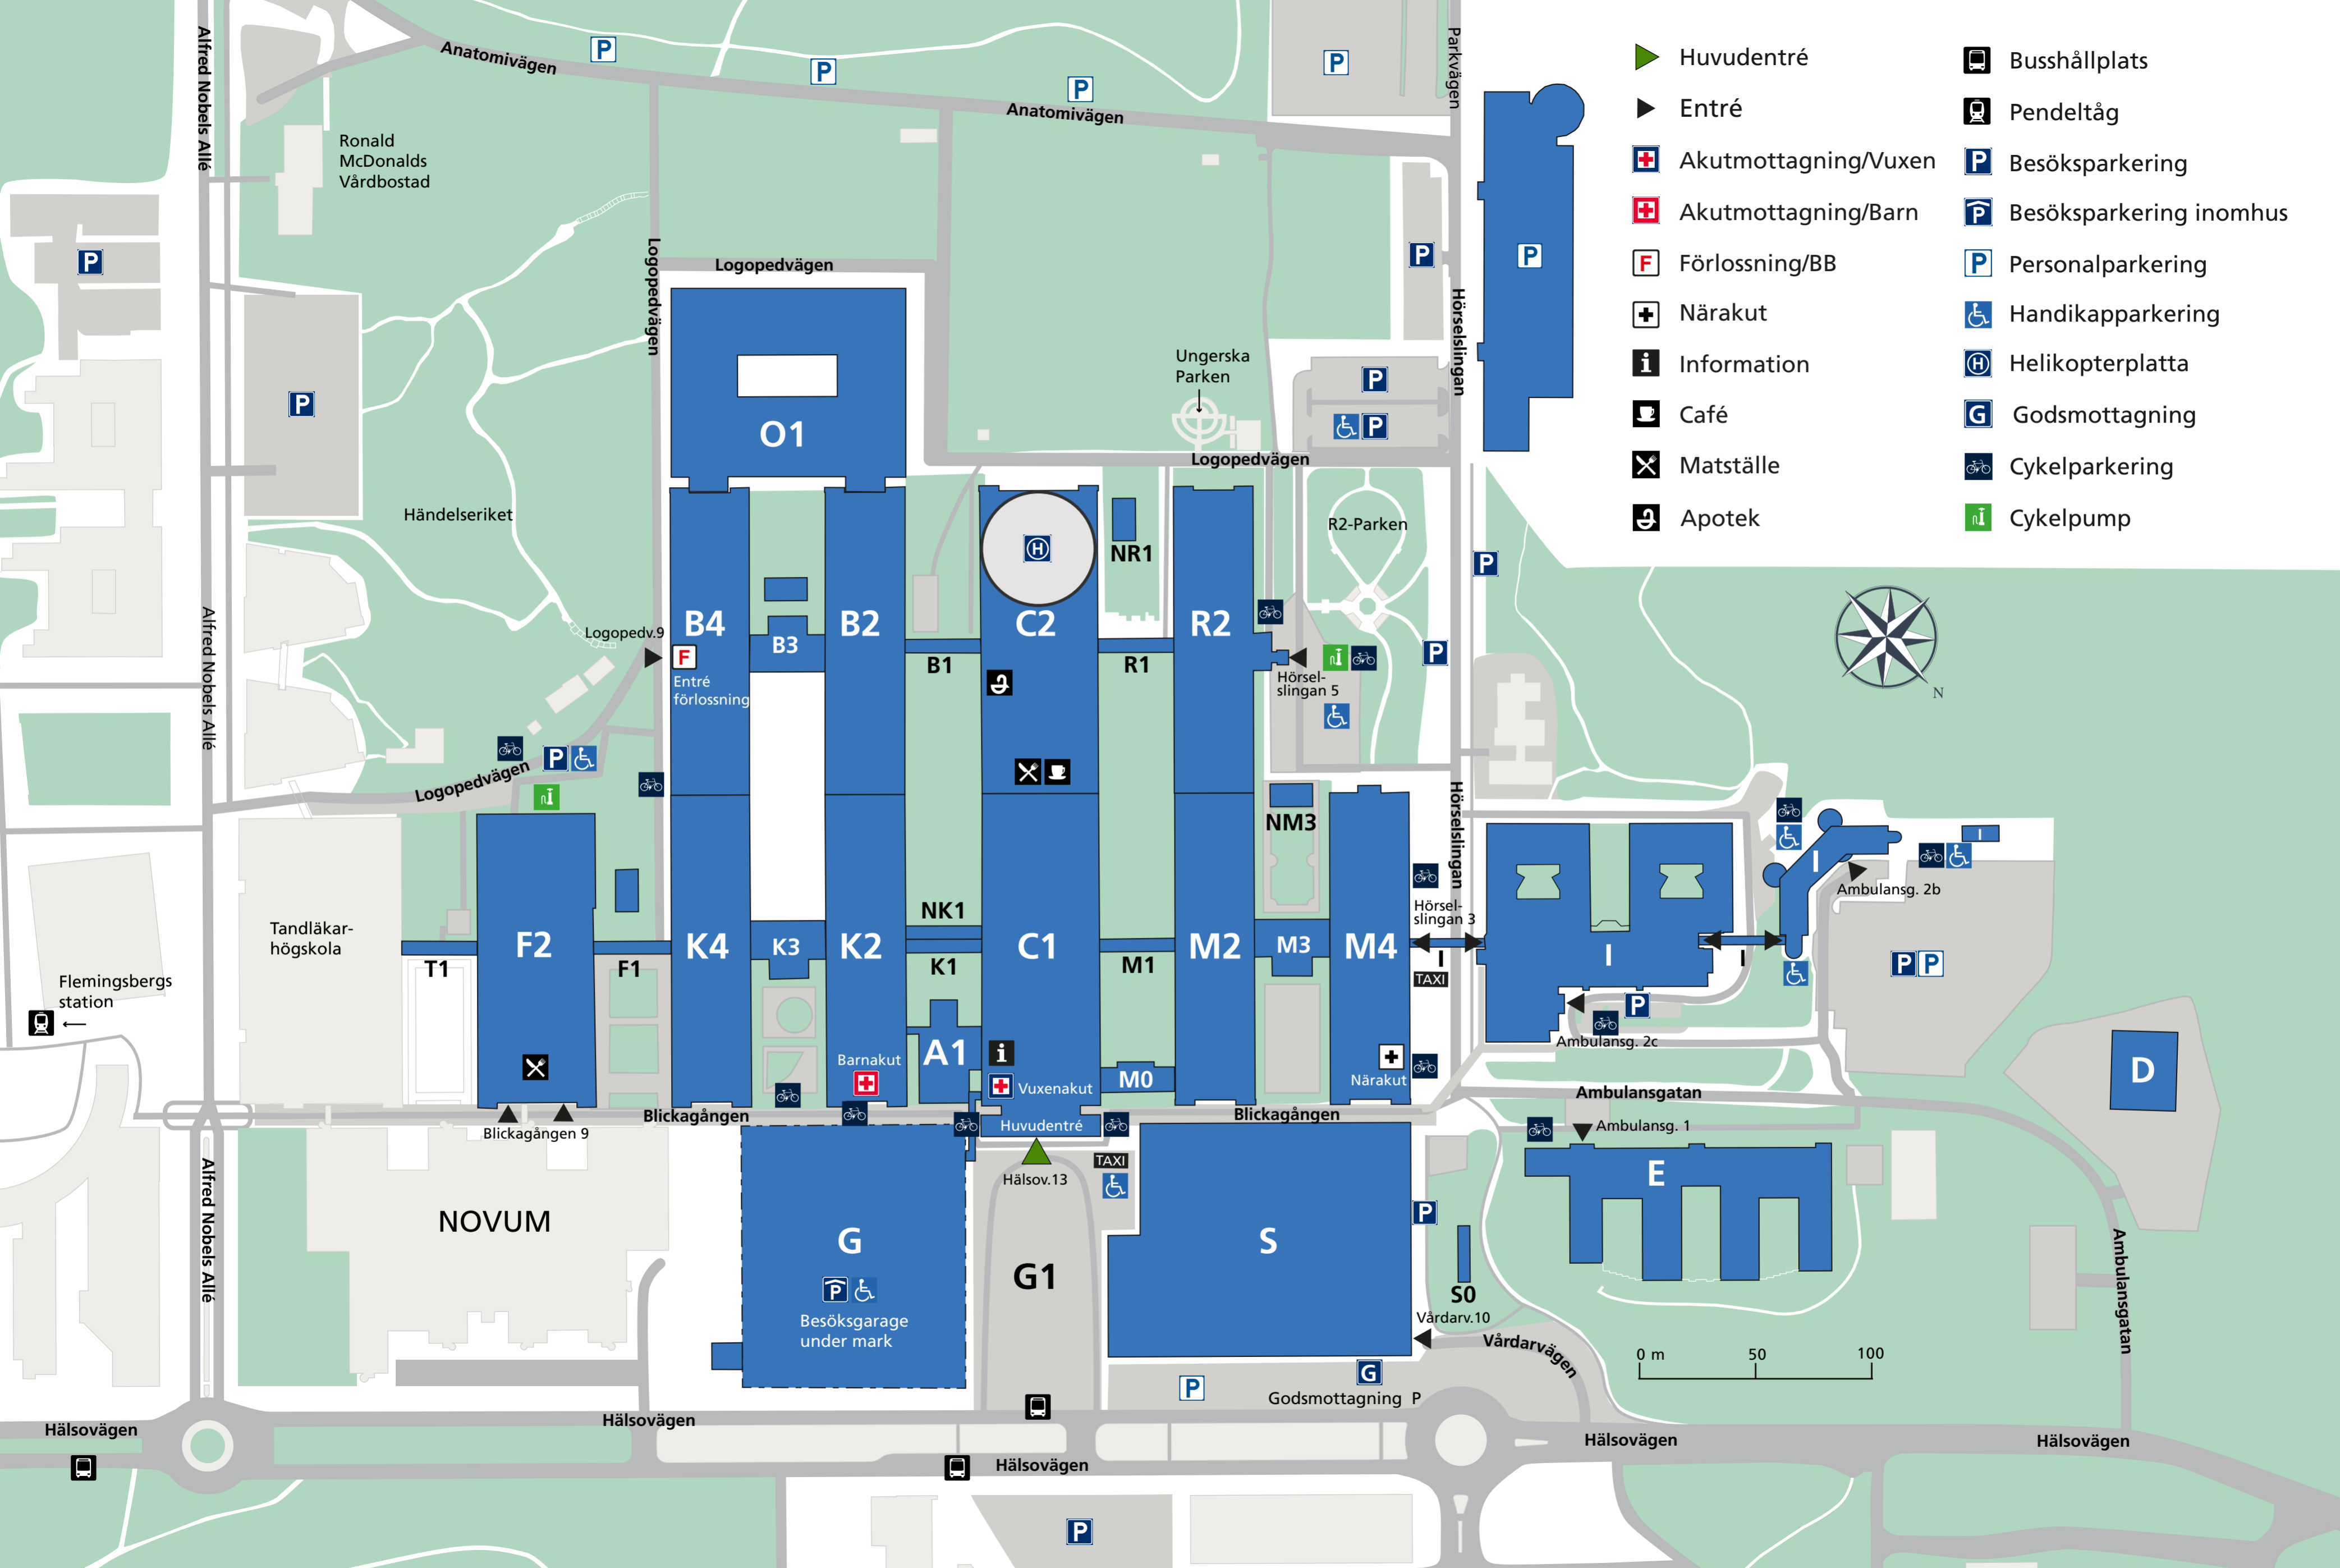 Alfred Nobels Allé
Anatomivägen
P
P
P
Anatomivägen
P
Parkvägen
Huvudentré
Entré
Akutmottagning/Vuxen
Akutmottagning/Barn
F Förlossning/BB
Närakut
i Information
Café
Matställe
Apotek
Busshållplats
Pendeltåg
P Besöksparkering
P Besöksparkering inomhus
P Personalparkering
Handikapparkering
H Helikopterplatta
G Godsmottagning
Cykelparkering
Cykelpump
Ronald
McDonalds
Vårdbostad
P
P
Logopedvägen
Logopedvägen
P
P
Hörselslingan
Ungerska
Parken
P
P
O1
Logopedvägen
Händelseriket
H
NR1
R2-Parken
P
Alfred Nobels Allé
Logopedv.9
F
Entré
förlossning
B4
B3
B2
B1
C2
R1
R2
Hörsel-
slingan 5
P
N
P
Logopedvägen
Hörselslingan
NM3
I
I
Ambulansg. 2b
Tandläkar-
högskola
T1
F2
F1
K4
K3
K2
NK1
K1
C1
M1
M2
M3
M4
Hörsel-
slingan 3
I
TAXI
I
I
P P
P
Ambulansg. 2c
Flemingsbergs
station
←
Barnakut
A1
i
Vuxenakut
M0
Närakut
D
Blickagången
Huvudentré
Blickagången
Ambulansgatan
Blickagången 9
Ambulansg. 1
Hälsov.13
TAXI
E
Alfred Nobels Allé
NOVUM
G
P
Besöksgarage
under mark
G1
S
P
S0
Vårdarv.10
Vårdarvägen
Ambulansgatan
0 m 50 100
P
G
Godsmottagning P
Hälsovägen
Hälsovägen
Hälsovägen
Hälsovägen
Hälsovägen
P